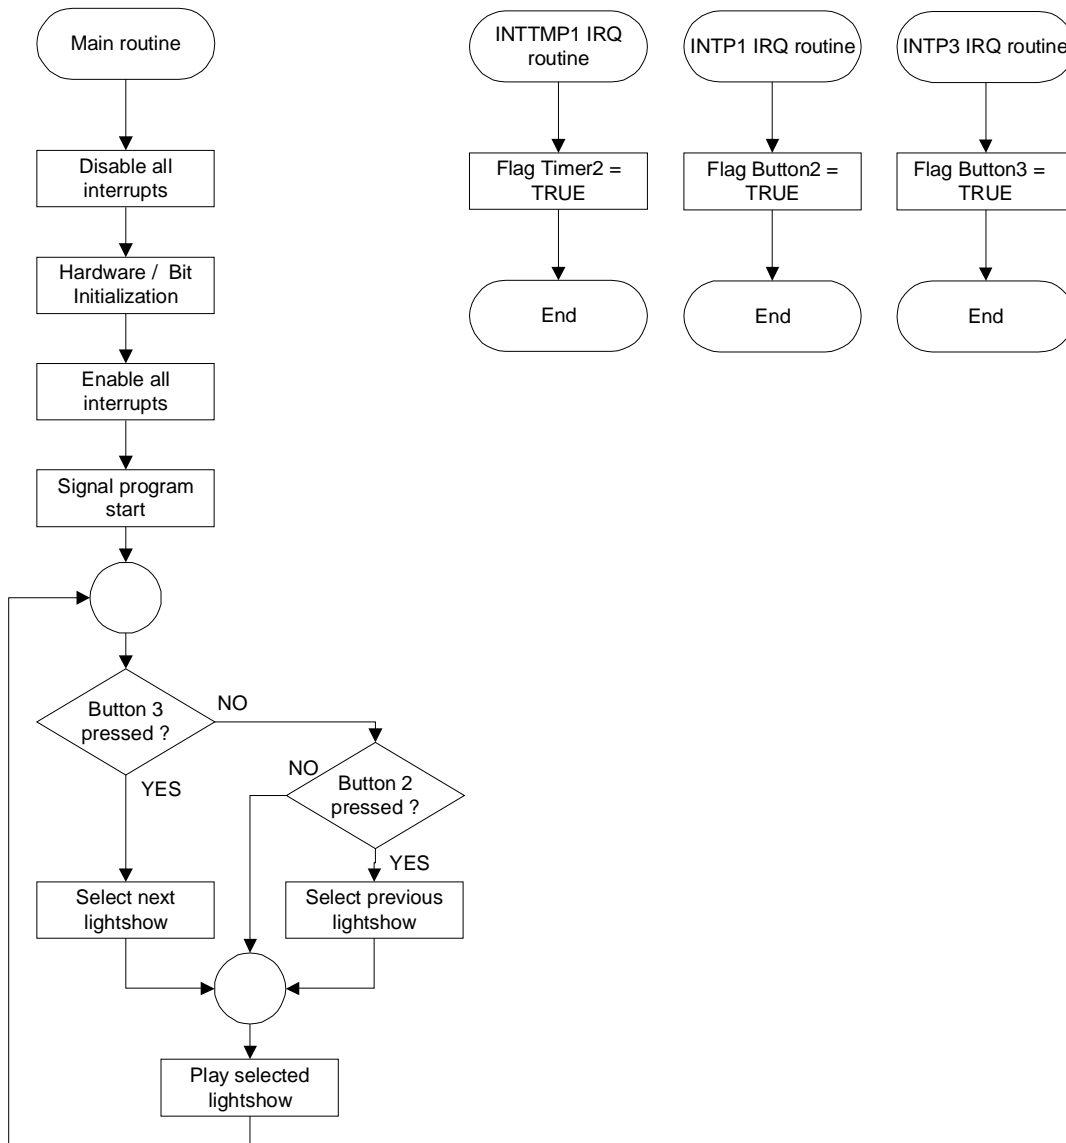 Main routine
Disable all
interrupts
Hardware / Bit
Initialization
Enable all
interrupts
Signal program
start
Button 3
pressed ?
NO
YES
Button 2
pressed ?
NO
YES
Select next
lightshow
Select previous
lightshow
Play selected
lightshow
INTTMP1 IRQ
routine
Flag Timer2 =
TRUE
End
INTP1 IRQ routine
Flag Button2 =
TRUE
End
INTP3 IRQ routine
Flag Button3 =
TRUE
End